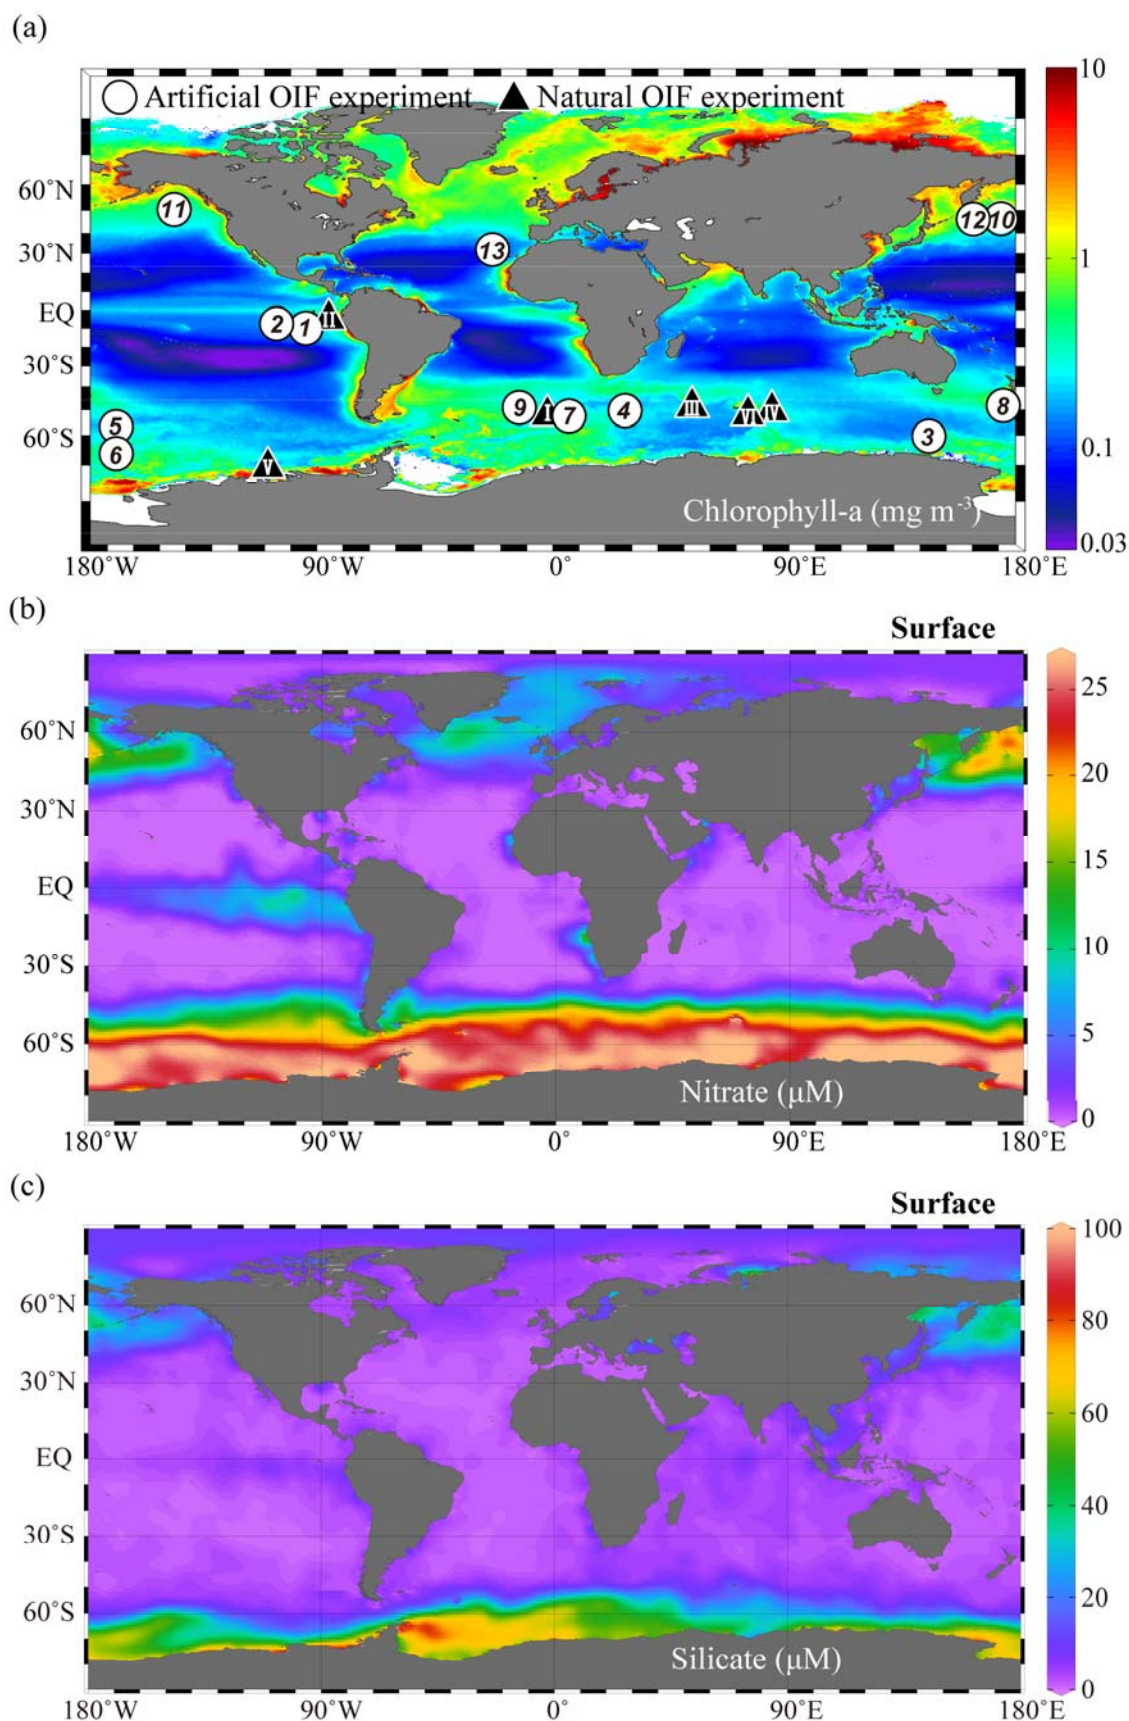 (a)
Artificial OIF experiment Natural OIF experiment
10
60°N
11
12 10
30°N
13
1
EQ
2 1 II
30°S
9 I 7 4 III VI IV 8
0.1
5
60°S
6 V 3
Chlorophyll-a (mg m-3)
0.03
180°W 90°W 0° 90°E 180°E
(b)
Surface
25
60°N
20
30°N
15
EQ
10
30°S
5
60°S
Nitrate (μM)
0
180°W 90°W 0° 90°E 180°E
(c)
Surface
100
60°N
80
30°N
60
EQ
40
30°S
20
60°S
Silicate (μM)
0
180°W 90°W 0° 90°E 180°E